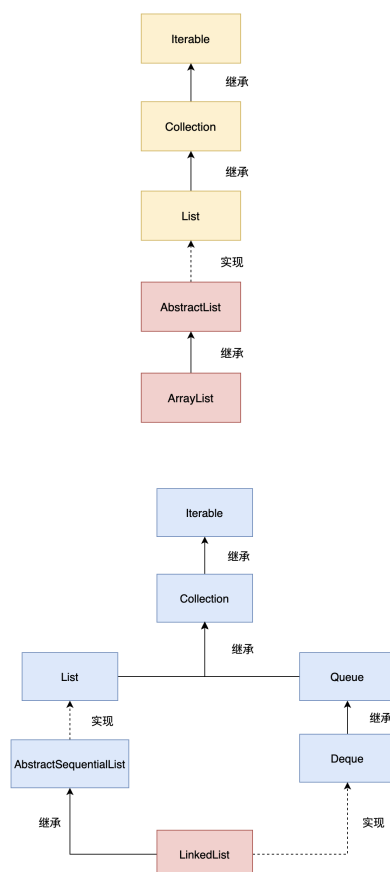 Iterable
继承
Collection
继承
List
实现
AbstractList
继承
ArrayList
Iterable
继承
Collection
继承
List
Queue
实现
继承
AbstractSequentialList
Deque
继承
实现
LinkedList